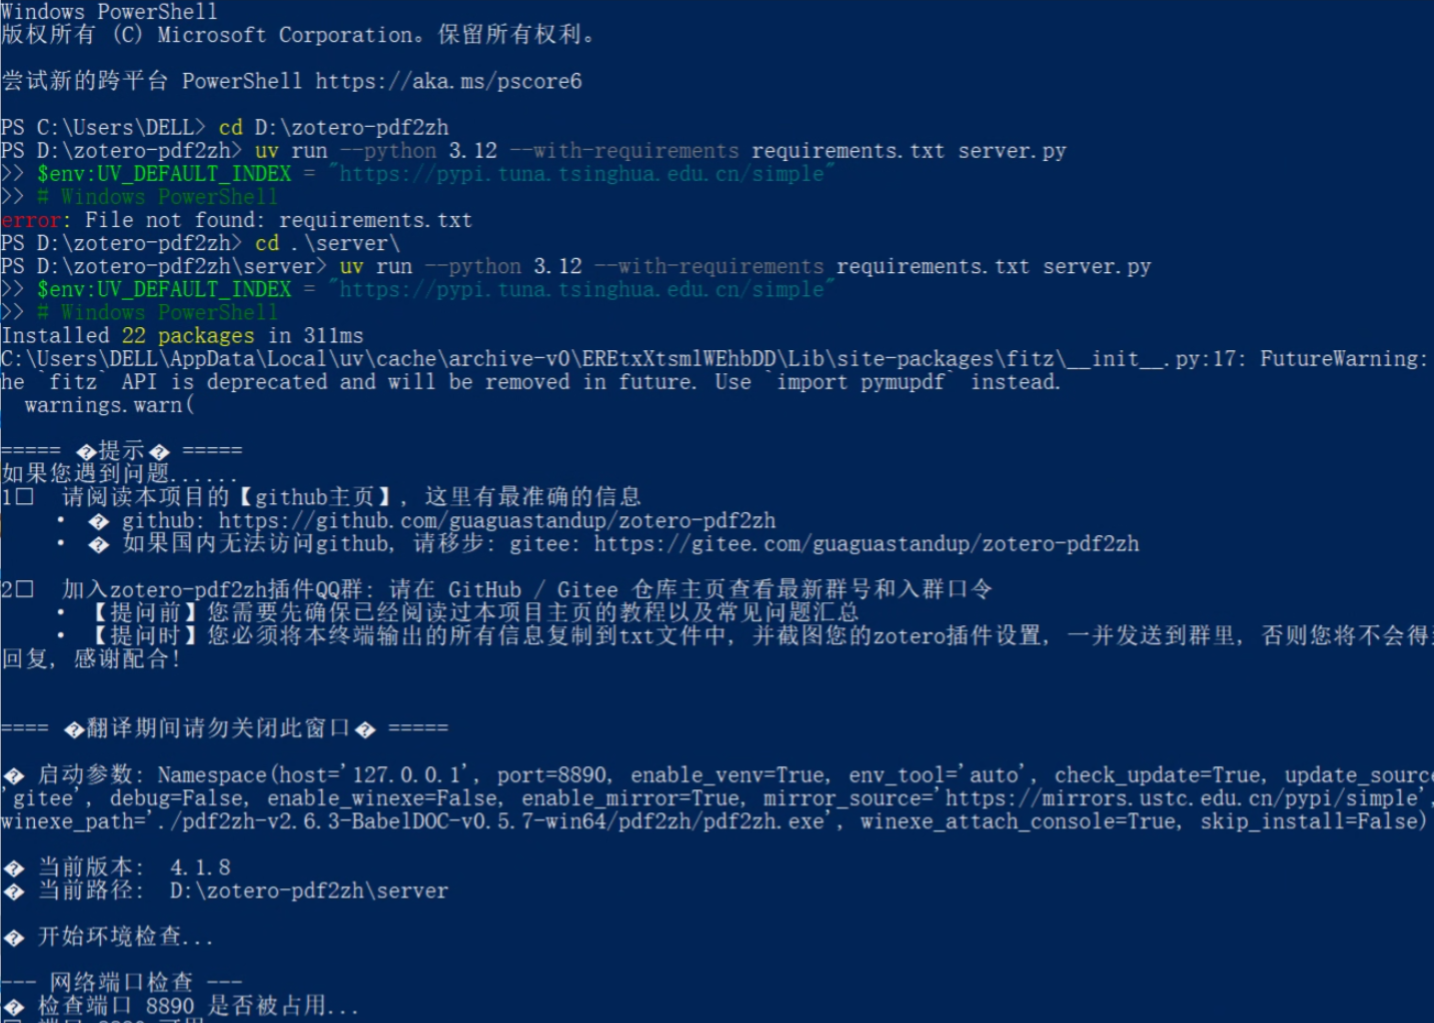 Windows PowerShell
版权所有 (C) Microsoft Corporation。保留所有权利。
尝试新的跨平台 PowerShell https://aka.ms/pscore6
PS C:\Users\DELL> cd D:\zotero-pdf2zh
PS D:\zotero-pdf2zh> uv run --python 3.12 --with-requirements requirements.txt server.py
>> $env:UV_DEFAULT_INDEX = "https://pypi.tuna.tsinghua.edu.cn/simple"
>> # Windows PowerShell
error: File not found: requirements.txt
PS D:\zotero-pdf2zh> cd .\server\
PS D:\zotero-pdf2zh\server> uv run --python 3.12 --with-requirements requirements.txt server.py
>> $env:UV_DEFAULT_INDEX = "https://pypi.tuna.tsinghua.edu.cn/simple"
>> # Windows PowerShell
Installed 22 packages in 311ms
C:\Users\DELL\AppData\Local\uv\cache\archive-v0\EREtxXtsmlWEhbDD\Lib\site-packages\fitz\__init__.py:17: FutureWarning:
he `fitz` API is deprecated and will be removed in future. Use `import pymupdf` instead.
warnings.warn(
===== �提示� =====
如果您遇到问题......
1□ 请阅读本项目的【github主页】, 这里有最准确的信息
• � github: https://github.com/guaguastandup/zotero-pdf2zh
• � 如果国内无法访问github, 请移步: gitee: https://gitee.com/guaguastandup/zotero-pdf2zh
2□ 加入zotero-pdf2zh插件QQ群: 请在 GitHub / Gitee 仓库主页查看最新群号和入群口令
• 【提问前】您需要先确保已经阅读过本项目主页的教程以及常见问题汇总
• 【提问时】您必须将本终端输出的所有信息复制到txt文件中, 并截图您的zotero插件设置, 一并发送到群里, 否则您将不会得到
回复, 感谢配合!
==== �翻译期间请勿关闭此窗口� =====
� 启动参数: Namespace(host='127.0.0.1', port=8890, enable_venv=True, env_tool='auto', check_update=True, update_source
'gitee', debug=False, enable_winexe=False, enable_mirror=True, mirror_source='https://mirrors.ustc.edu.cn/pypi/simple',
winexe_path='./pdf2zh-v2.6.3-BabelDOC-v0.5.7-win64/pdf2zh/pdf2zh.exe', winexe_attach_console=True, skip_install=False)
� 当前版本: 4.1.8
� 当前路径: D:\zotero-pdf2zh\server
� 开始环境检查...
--- 网络端口检查 ---
� 检查端口 8890 是否被占用...